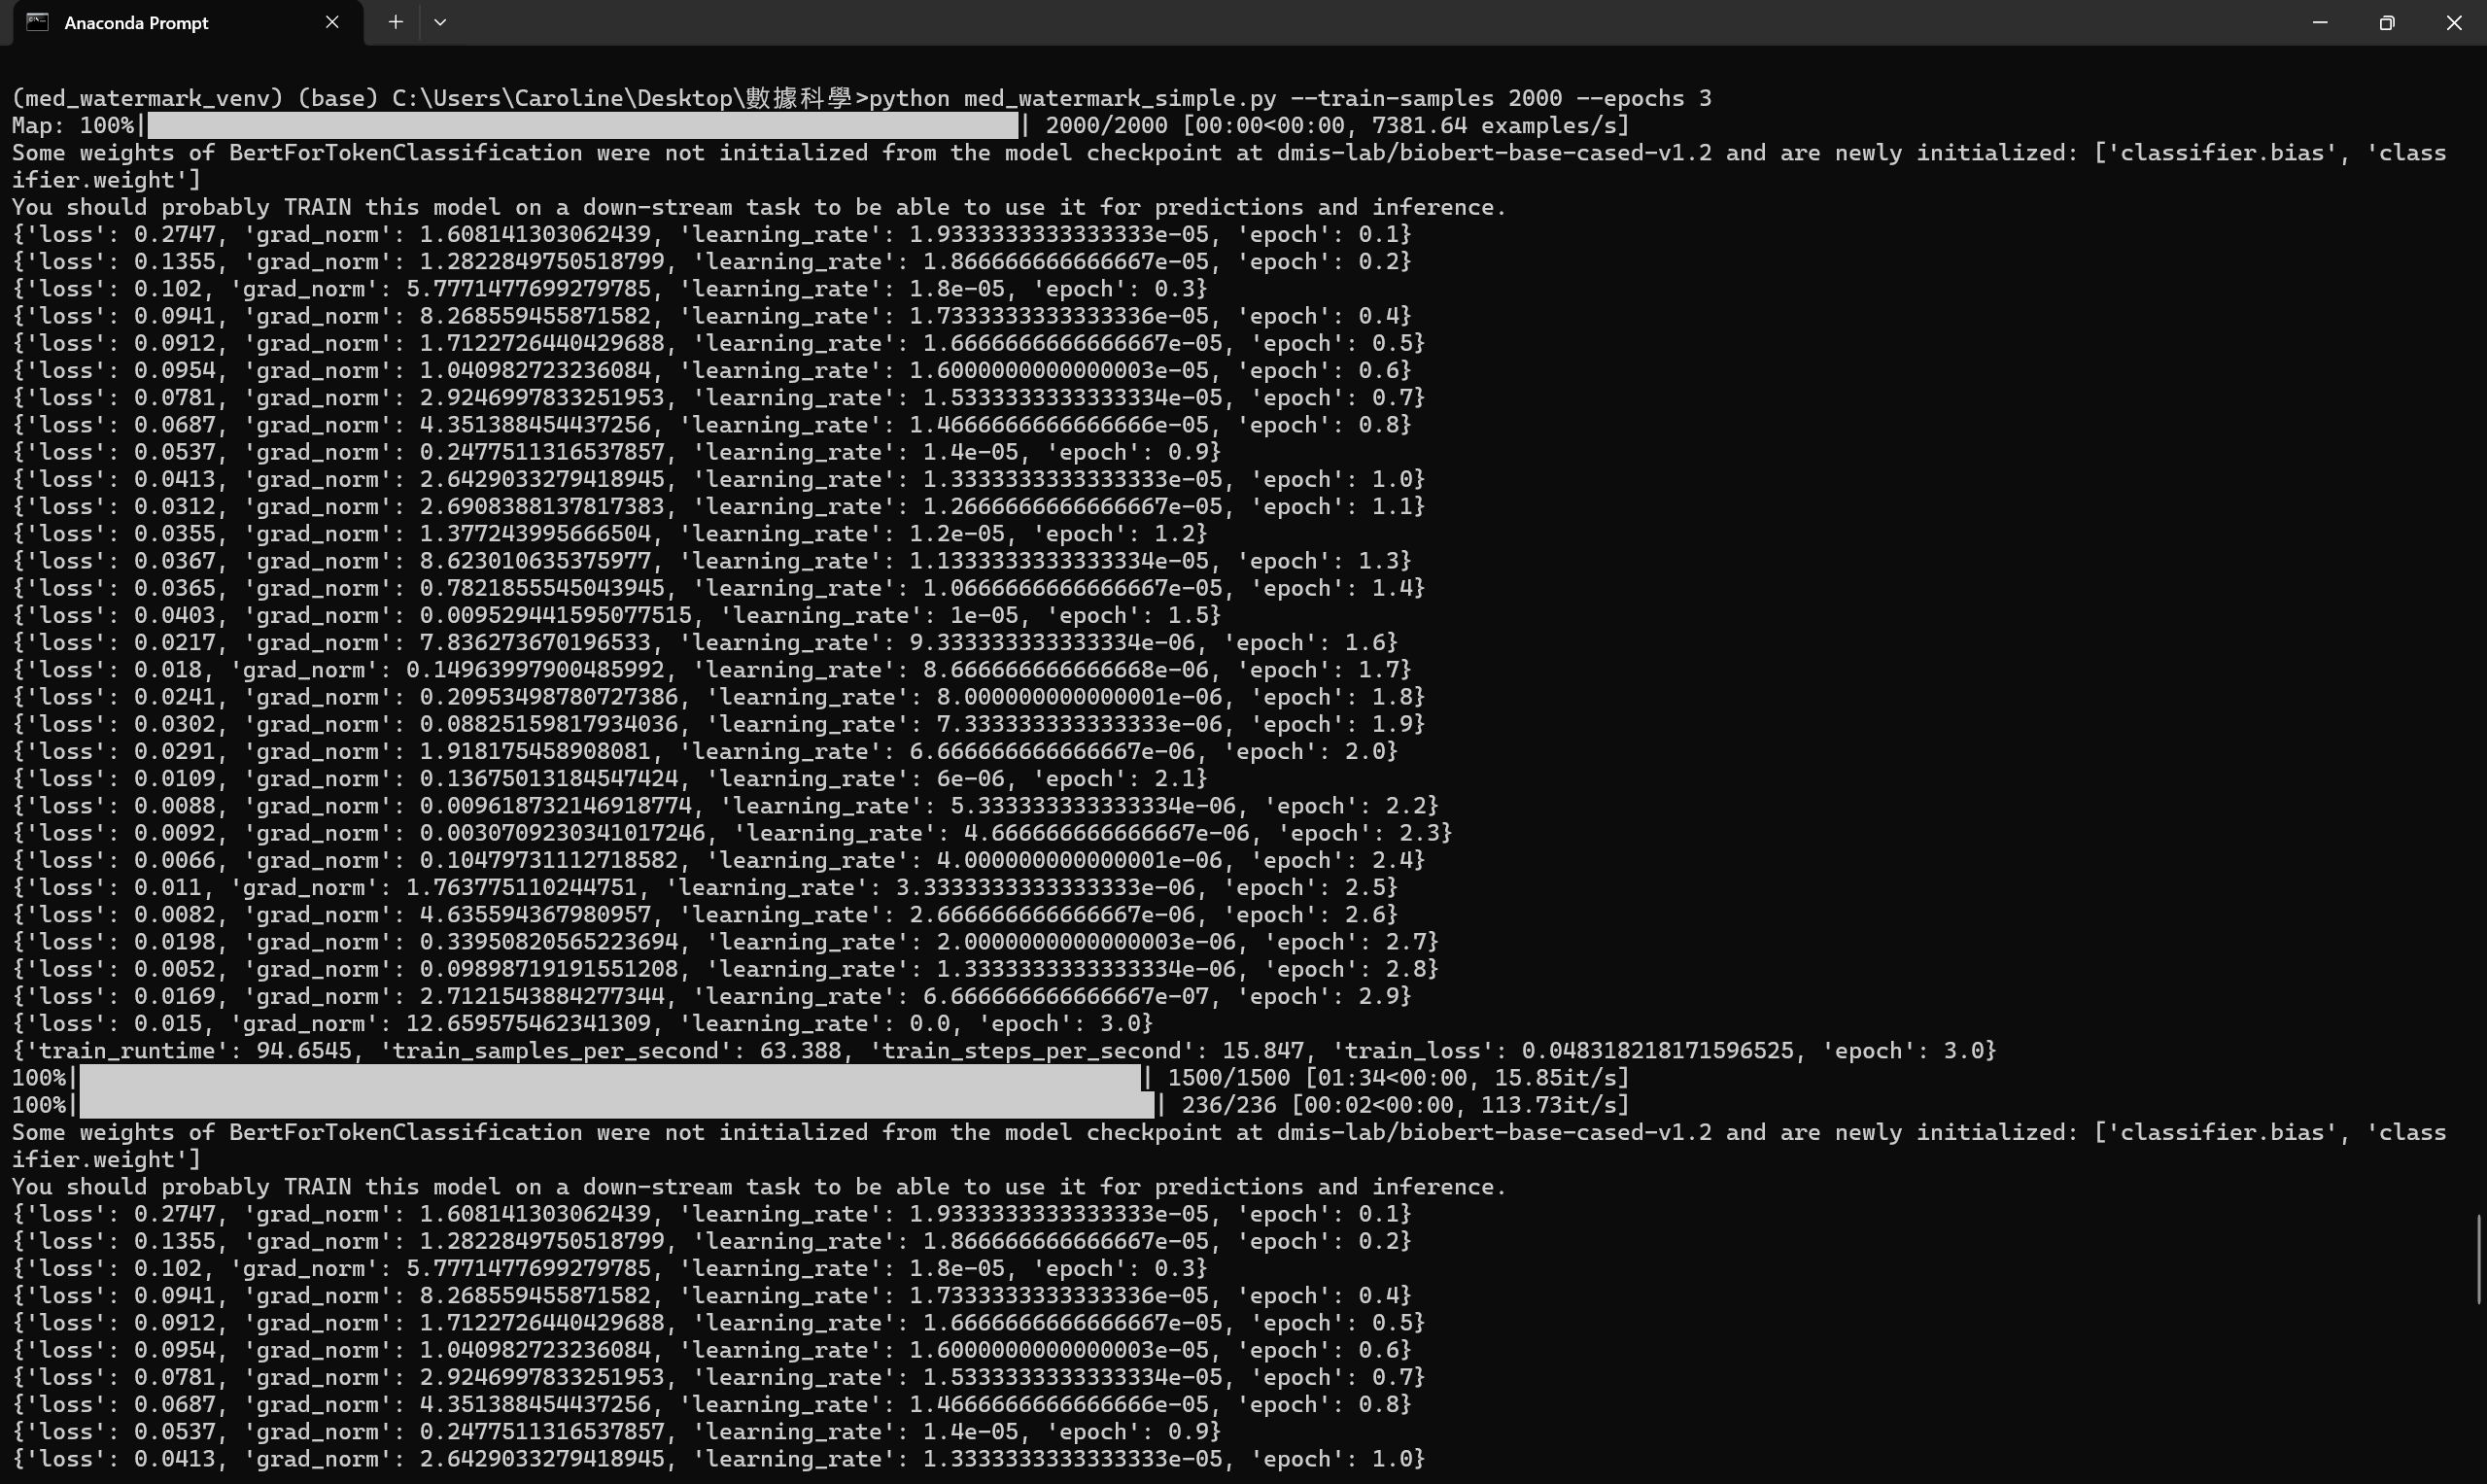 Anaconda Prompt
(med_watermark_venv) (base) C:\Users\Caroline\Desktop\數據科學>python med_watermark_simple.py --train-samples 2000 --epochs 3
Map: 100%| | 2000/2000 [00:00<00:00, 7381.64 examples/s]
Some weights of BertForTokenClassification were not initialized from the model checkpoint at dmis-lab/biobert-base-cased-v1.2 and are newly initialized: ['classifier.bias', 'class
ifier.weight']
You should probably TRAIN this model on a down-stream task to be able to use it for predictions and inference.
{'loss': 0.2747, 'grad_norm': 1.608141303062439, 'learning_rate': 1.9333333333333333e-05, 'epoch': 0.1}
{'loss': 0.1355, 'grad_norm': 1.2822849750518799, 'learning_rate': 1.866666666666667e-05, 'epoch': 0.2}
{'loss': 0.102, 'grad_norm': 5.7771477699279785, 'learning_rate': 1.8e-05, 'epoch': 0.3}
{'loss': 0.0941, 'grad_norm': 8.268559455871582, 'learning_rate': 1.7333333333333336e-05, 'epoch': 0.4}
{'loss': 0.0912, 'grad_norm': 1.7122726440429688, 'learning_rate': 1.6666666666666667e-05, 'epoch': 0.5}
{'loss': 0.0954, 'grad_norm': 1.040982723236084, 'learning_rate': 1.6000000000000003e-05, 'epoch': 0.6}
{'loss': 0.0781, 'grad_norm': 2.9246997833251953, 'learning_rate': 1.5333333333333334e-05, 'epoch': 0.7}
{'loss': 0.0687, 'grad_norm': 4.351388454437256, 'learning_rate': 1.4666666666666666e-05, 'epoch': 0.8}
{'loss': 0.0537, 'grad_norm': 0.2477511316537857, 'learning_rate': 1.4e-05, 'epoch': 0.9}
{'loss': 0.0413, 'grad_norm': 2.6429033279418945, 'learning_rate': 1.3333333333333333e-05, 'epoch': 1.0}
{'loss': 0.0312, 'grad_norm': 2.6908388137817383, 'learning_rate': 1.2666666666666667e-05, 'epoch': 1.1}
{'loss': 0.0355, 'grad_norm': 1.377243995666504, 'learning_rate': 1.2e-05, 'epoch': 1.2}
{'loss': 0.0367, 'grad_norm': 8.623010635375977, 'learning_rate': 1.1333333333333334e-05, 'epoch': 1.3}
{'loss': 0.0365, 'grad_norm': 0.7821855545043945, 'learning_rate': 1.0666666666666667e-05, 'epoch': 1.4}
{'loss': 0.0403, 'grad_norm': 0.009529441595077515, 'learning_rate': 1e-05, 'epoch': 1.5}
{'loss': 0.0217, 'grad_norm': 7.836273670196533, 'learning_rate': 9.333333333333334e-06, 'epoch': 1.6}
{'loss': 0.018, 'grad_norm': 0.14963997900485992, 'learning_rate': 8.666666666666668e-06, 'epoch': 1.7}
{'loss': 0.0241, 'grad_norm': 0.20953498780727386, 'learning_rate': 8.000000000000001e-06, 'epoch': 1.8}
{'loss': 0.0302, 'grad_norm': 0.08825159817934036, 'learning_rate': 7.333333333333333e-06, 'epoch': 1.9}
{'loss': 0.0291, 'grad_norm': 1.918175458908081, 'learning_rate': 6.666666666666667e-06, 'epoch': 2.0}
{'loss': 0.0109, 'grad_norm': 0.13675013184547424, 'learning_rate': 6e-06, 'epoch': 2.1}
{'loss': 0.0088, 'grad_norm': 0.009618732146918774, 'learning_rate': 5.333333333333334e-06, 'epoch': 2.2}
{'loss': 0.0092, 'grad_norm': 0.0030709230341017246, 'learning_rate': 4.666666666666667e-06, 'epoch': 2.3}
{'loss': 0.0066, 'grad_norm': 0.10479731112718582, 'learning_rate': 4.000000000000001e-06, 'epoch': 2.4}
{'loss': 0.011, 'grad_norm': 1.763775110244751, 'learning_rate': 3.3333333333333333e-06, 'epoch': 2.5}
{'loss': 0.0082, 'grad_norm': 4.635594367980957, 'learning_rate': 2.666666666666667e-06, 'epoch': 2.6}
{'loss': 0.0198, 'grad_norm': 0.33950820565223694, 'learning_rate': 2.0000000000000003e-06, 'epoch': 2.7}
{'loss': 0.0052, 'grad_norm': 0.09898719191551208, 'learning_rate': 1.3333333333333334e-06, 'epoch': 2.8}
{'loss': 0.0169, 'grad_norm': 2.7121543884277344, 'learning_rate': 6.666666666666667e-07, 'epoch': 2.9}
{'loss': 0.015, 'grad_norm': 12.659575462341309, 'learning_rate': 0.0, 'epoch': 3.0}
{'train_runtime': 94.6545, 'train_samples_per_second': 63.388, 'train_steps_per_second': 15.847, 'train_loss': 0.048318218171596525, 'epoch': 3.0}
100%| | 1500/1500 [01:34<00:00, 15.85it/s]
100%| | 236/236 [00:02<00:00, 113.73it/s]
Some weights of BertForTokenClassification were not initialized from the model checkpoint at dmis-lab/biobert-base-cased-v1.2 and are newly initialized: ['classifier.bias', 'class
ifier.weight']
You should probably TRAIN this model on a down-stream task to be able to use it for predictions and inference.
{'loss': 0.2747, 'grad_norm': 1.608141303062439, 'learning_rate': 1.9333333333333333e-05, 'epoch': 0.1}
{'loss': 0.1355, 'grad_norm': 1.2822849750518799, 'learning_rate': 1.866666666666667e-05, 'epoch': 0.2}
{'loss': 0.102, 'grad_norm': 5.7771477699279785, 'learning_rate': 1.8e-05, 'epoch': 0.3}
{'loss': 0.0941, 'grad_norm': 8.268559455871582, 'learning_rate': 1.7333333333333336e-05, 'epoch': 0.4}
{'loss': 0.0912, 'grad_norm': 1.7122726440429688, 'learning_rate': 1.6666666666666667e-05, 'epoch': 0.5}
{'loss': 0.0954, 'grad_norm': 1.040982723236084, 'learning_rate': 1.6000000000000003e-05, 'epoch': 0.6}
{'loss': 0.0781, 'grad_norm': 2.9246997833251953, 'learning_rate': 1.5333333333333334e-05, 'epoch': 0.7}
{'loss': 0.0687, 'grad_norm': 4.351388454437256, 'learning_rate': 1.4666666666666666e-05, 'epoch': 0.8}
{'loss': 0.0537, 'grad_norm': 0.2477511316537857, 'learning_rate': 1.4e-05, 'epoch': 0.9}
{'loss': 0.0413, 'grad_norm': 2.6429033279418945, 'learning_rate': 1.3333333333333333e-05, 'epoch': 1.0}